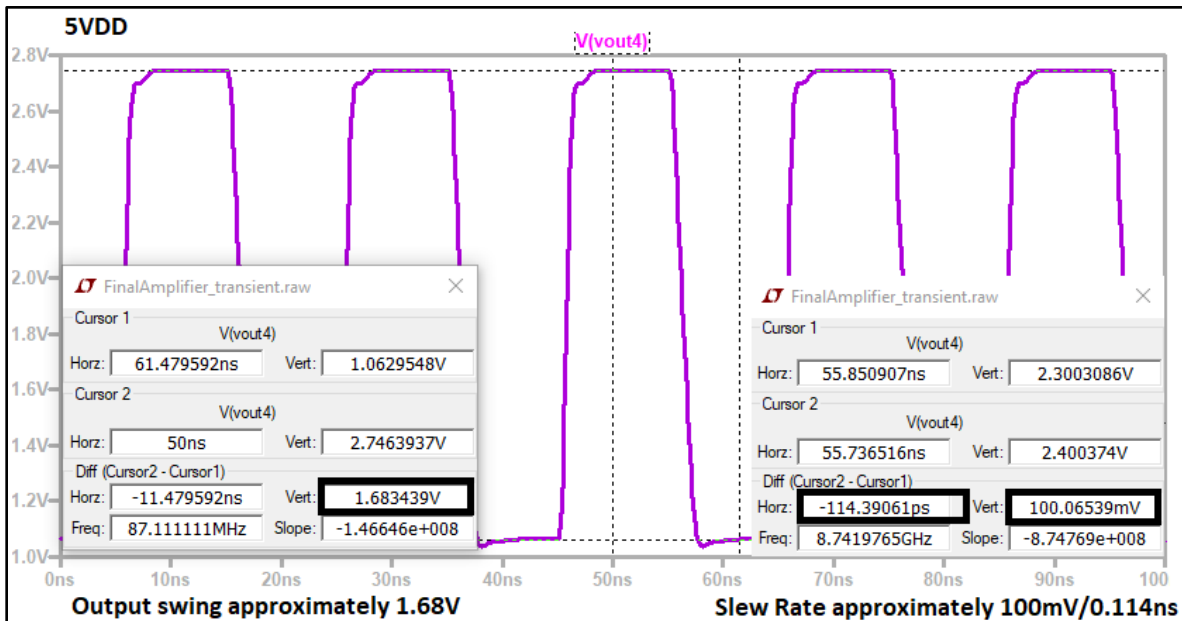 5VDD
V(vout4)
2.8V
2.6V
2.4V
2.2V
2.0V
1.8V
1.6V
1.4V
1.2V
1.0V
FinalAmplifier_transient.raw
Cursor 1
V(vout4)
Horz: 61.479592ns Vert: 1.0629548V
Cursor 2
V(vout4)
Horz: 50ns Vert: 2.7463937V
Diff (Cursor2 - Cursor1)
Horz: -11.479592ns Vert: 1.683439V
Freq: 87.111111MHz Slope: -1.46646e+008
FinalAmplifier_transient.raw
Cursor 1
V(vout4)
Horz: 55.850907ns Vert: 2.3003086V
Cursor 2
V(vout4)
Horz: 55.736516ns Vert: 2.400374V
Diff (Cursor2 - Cursor1)
Horz: -114.39061ps Vert: 100.06539mV
Freq: 8.7419765GHz Slope: -8.74769e+008
0ns 10ns 20ns 30ns 40ns 50ns 60ns 70ns 80ns 90ns 100
Output swing approximately 1.68V
Slew Rate approximately 100mV/0.114ns